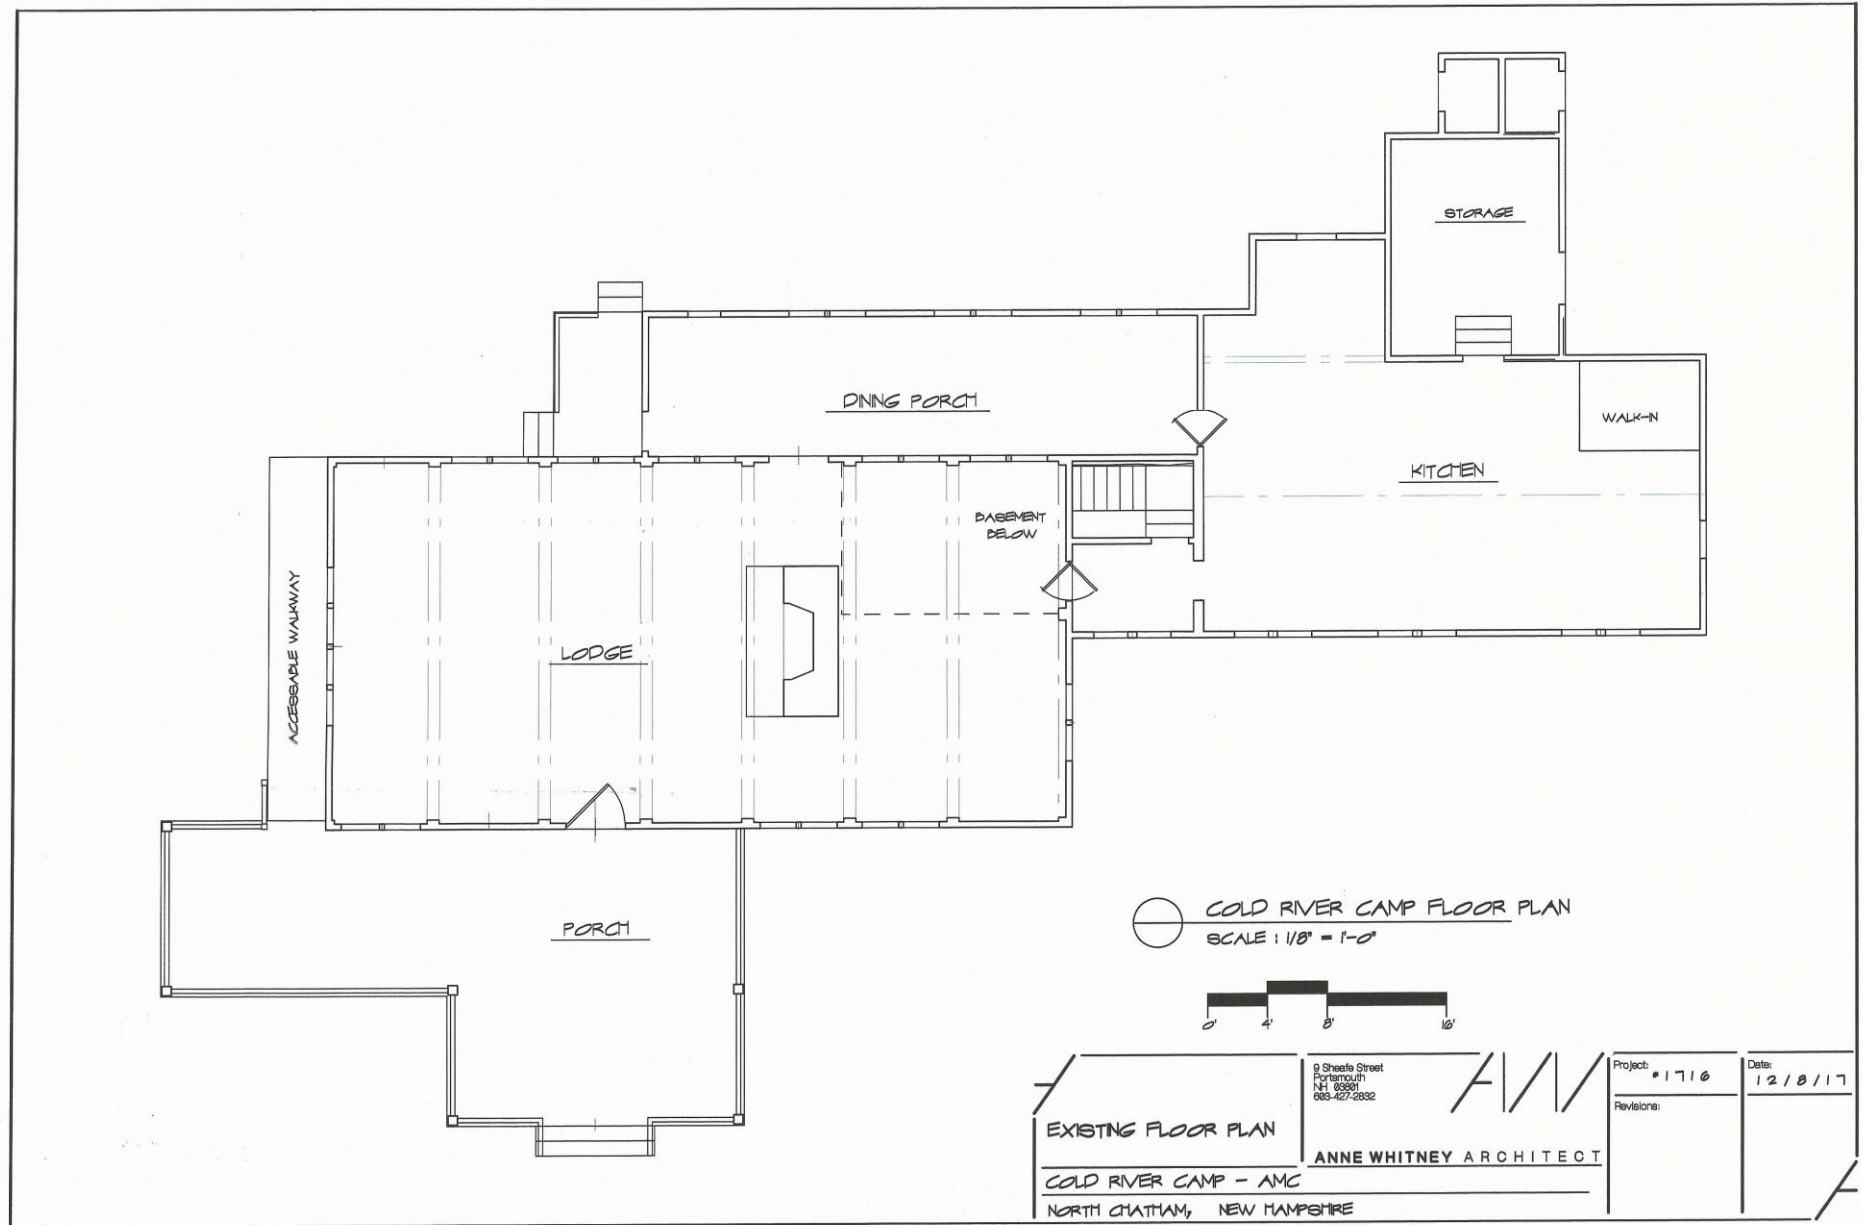 STORAGE
DINING PORCH
WALK-IN
KITCHEN
BASEMENT
BELOW
ACCESSABLE WALKWAY
LODGE
PORCH
COLD RIVER CAMP FLOOR PLAN
SCALE : 1/8" = 1'-0"
0' 4' 8' 16'
9 Sheafe Street
Portsmouth
NH 03801
603-427-2832
AW
ANNE WHITNEY ARCHITECT
Project: #1716
Date: 12/8/17
Revisions:
EXISTING FLOOR PLAN
COLD RIVER CAMP - AMC
NORTH CHATHAM, NEW HAMPSHIRE